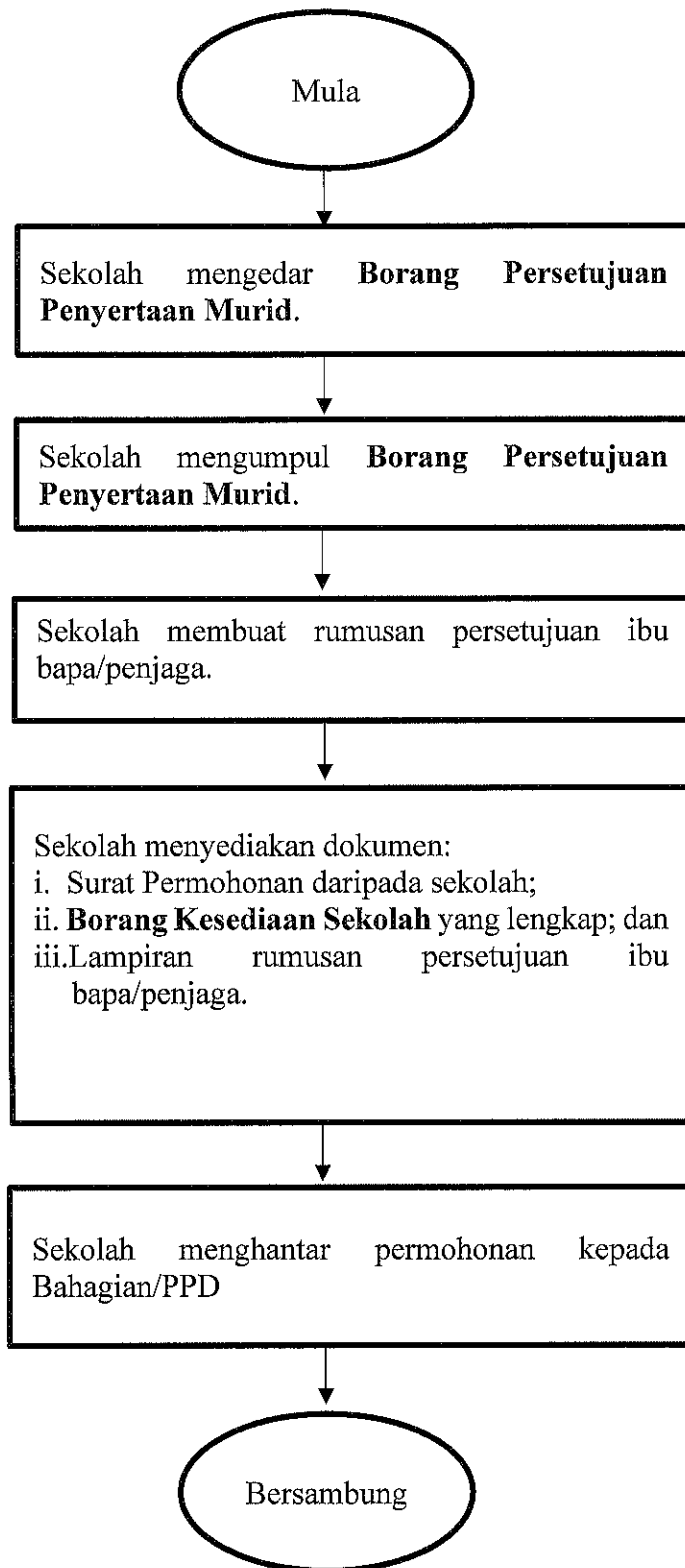 Mula
Sekolah mengedar Borang Persetujuan
Penyertaan Murid.
Sekolah mengumpul Borang Persetujuan
Penyertaan Murid.
Sekolah membuat rumusan persetujuan ibu
bapa/penjaga.
Sekolah menyediakan dokumen:
i. Surat Permohonan daripada sekolah;
ii. Borang Kesediaan Sekolah yang lengkap; dan
iii.Lampiran rumusan persetujuan ibu
bapa/penjaga.
Sekolah menghantar permohonan kepada
Bahagian/PPD
Bersambung